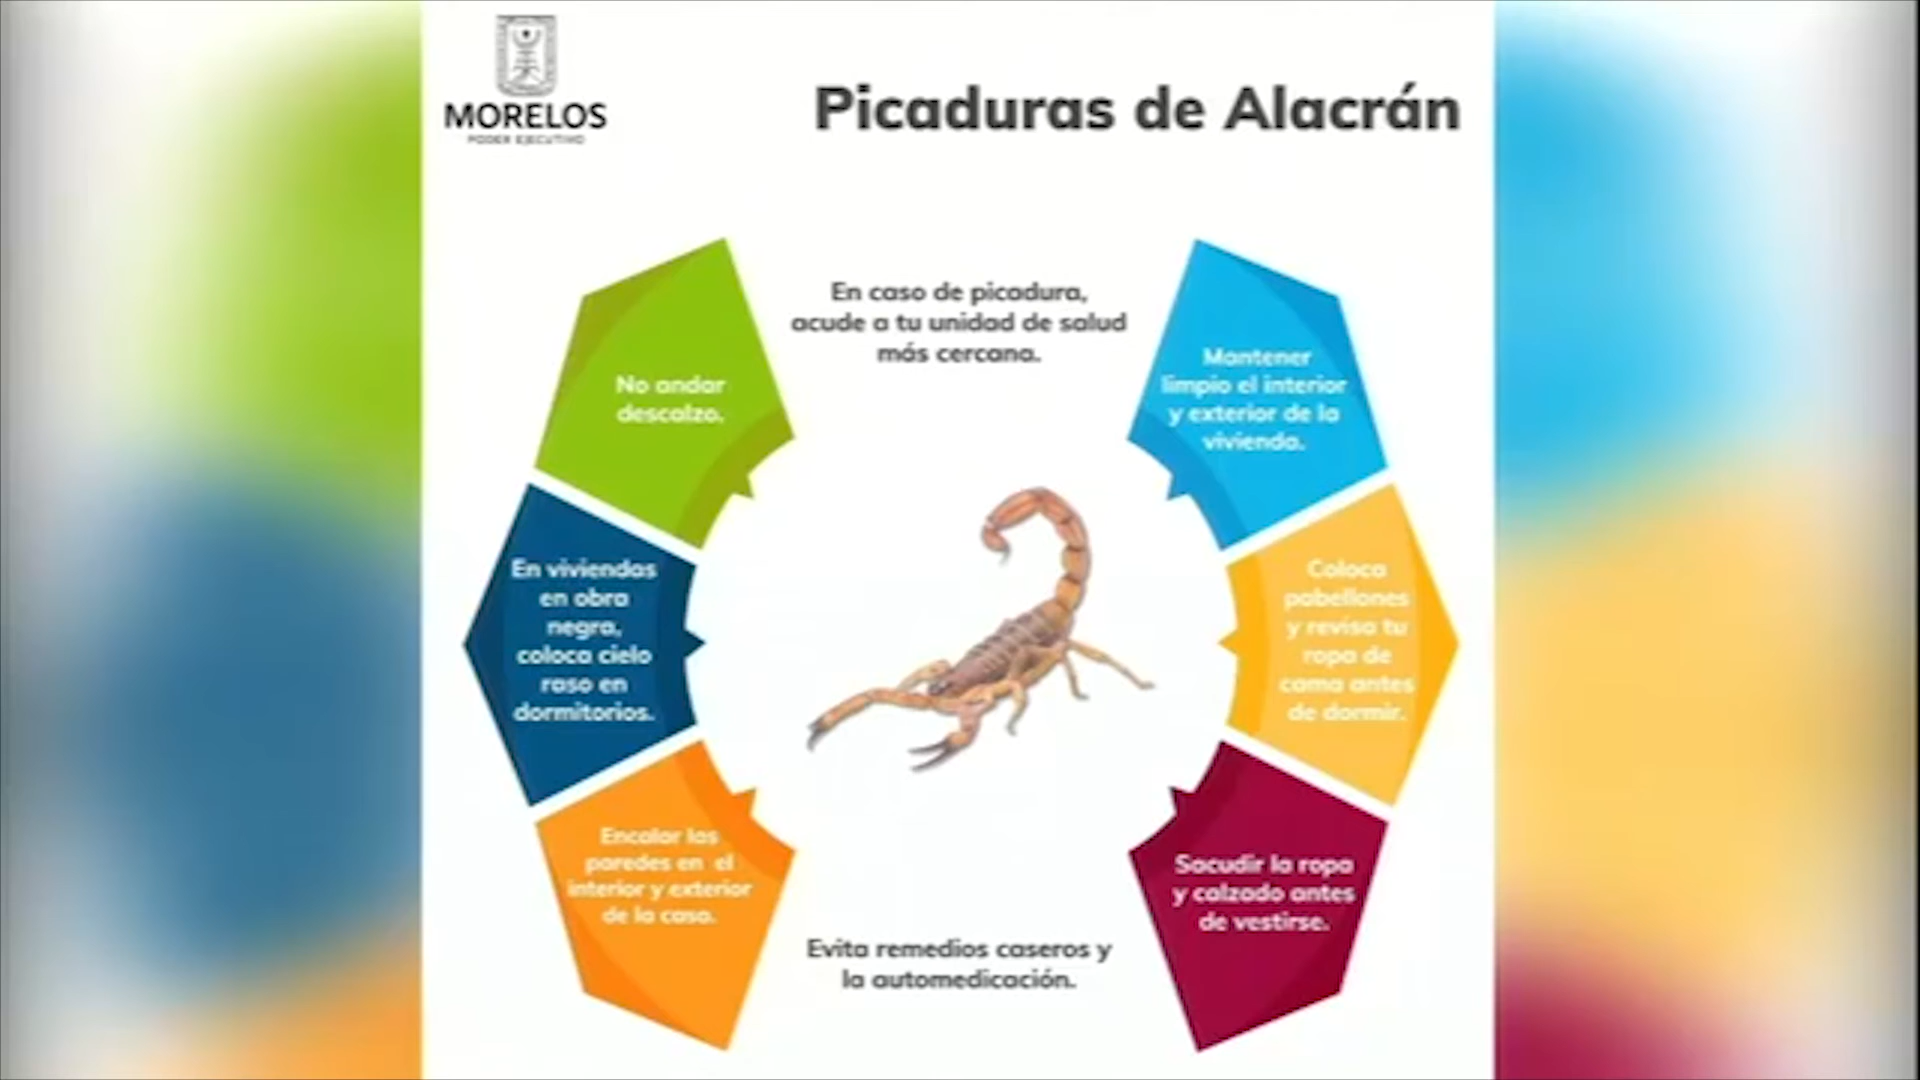 MORELOS
PODER EJECUTIVO
Picaduras de Alacrán
En caso de picadura,
acude a tu unidad de salud
más cercana.
No andar
descalzo.
Mantener
limpio el interior
y exterior de la
vivienda.
En viviendas
en obra
negra,
coloca cielo
raso en
dormitorios.
Coloca
pabellones
y revisa tu
ropa de
cama antes
de dormir.
Encalar las
paredes en el
interior y exterior
de la casa.
Sacudir la ropa
y calzado antes
de vestirse.
Evita remedios caseros y
la automedicación.